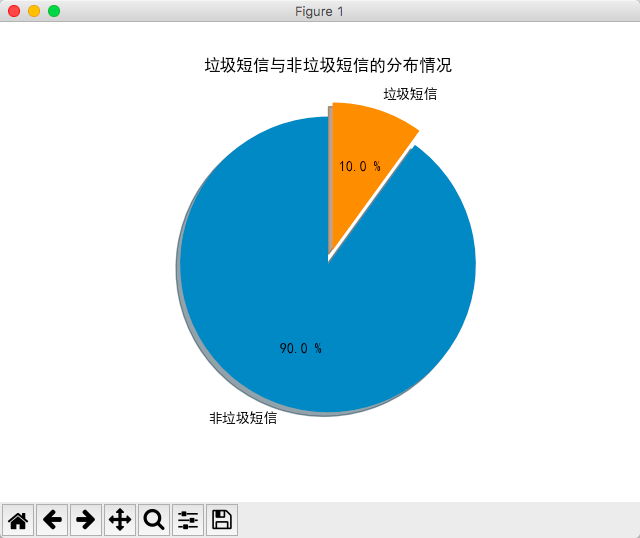 Figure 1
垃圾短信与非垃圾短信的分布情况
垃圾短信
10.0 %
90.0 %
非垃圾短信